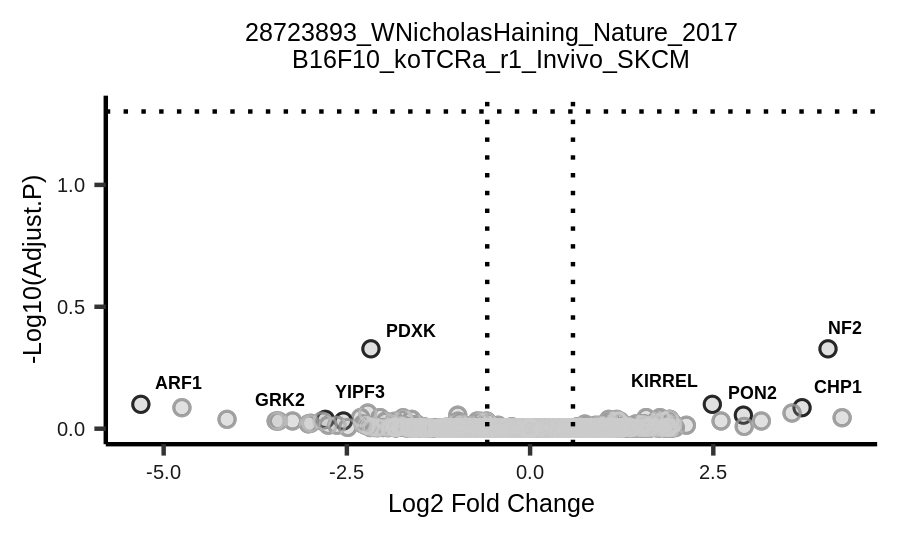 28723893_WNicholasHaining_Nature_2017
B16F10_koTCRa_r1_Invivo_SKCM
-Log10(Adjust.P)
1.0
0.5
0.0
PDXK
NF2
ARF1
GRK2
YIPF3
KIRREL
PON2
CHP1
-5.0
-2.5
0.0
2.5
Log2 Fold Change